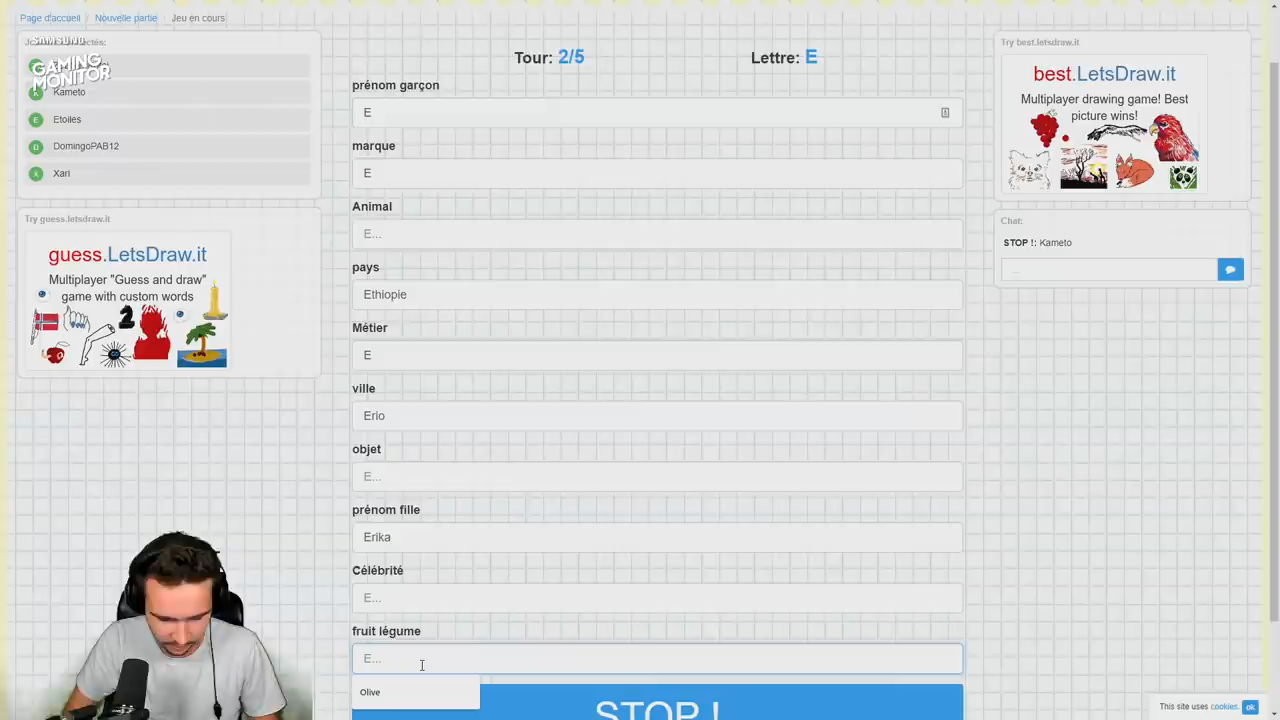 Page d'accueil / Nouvelle partie / Jeu en cours
SAMSUNG
GAMING
MONITOR
K Kameto
E Etoiles
D DomingoPAB12
X Xari
Try guess.letsdraw.it
guess.LetsDraw.it
Multiplayer "Guess and draw"
game with custom words
Tour: 2/5
Lettre: E
prénom garçon
E
marque
E
Animal
E...
pays
Ethiopie
Métier
E
ville
Erio
objet
E...
prénom fille
Erika
Célébrité
E...
fruit légume
E...
Olive
STOP !
Try best.letsdraw.it
best.LetsDraw.it
Multiplayer drawing game! Best
picture wins!
Chat:
STOP !: Kameto
This site uses cookies. ok